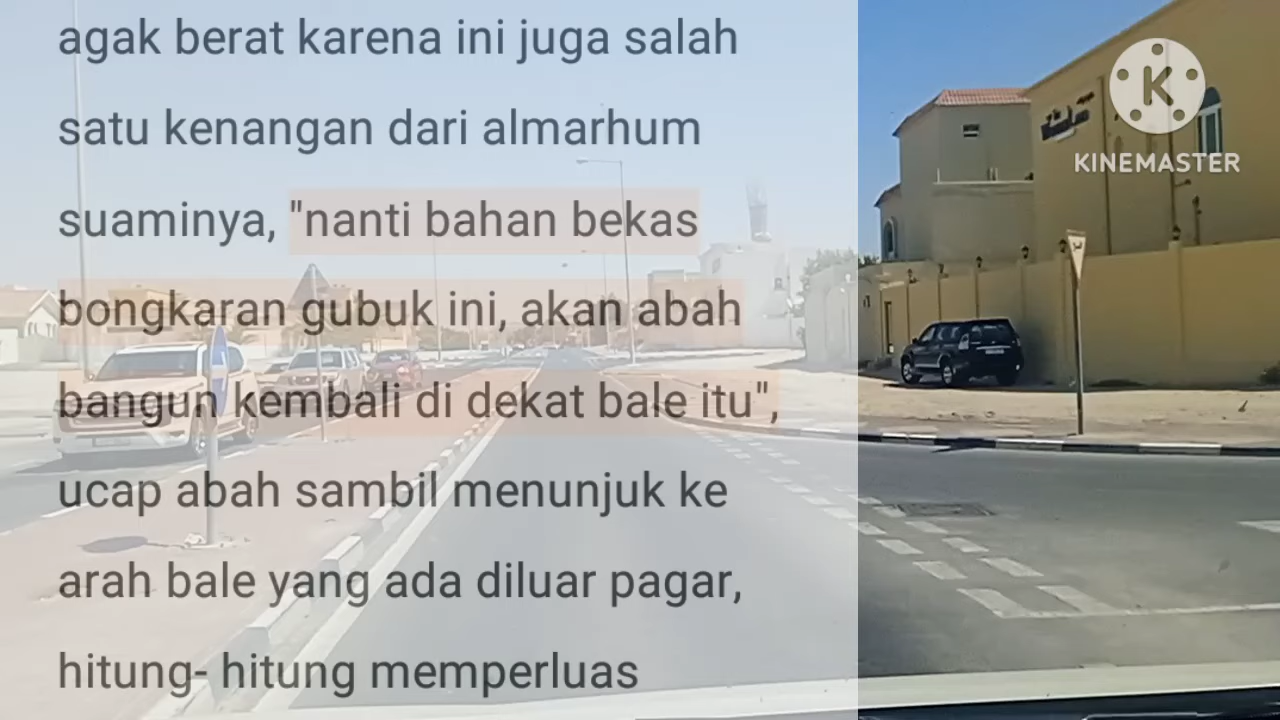 agak berat karena ini juga salah
satu kenangan dari almarhum
suaminya, "nanti bahan bekas
bongkaran gubuk ini, akan abah
bangun kembali di dekat bale itu",
ucap abah sambil menunjuk ke
arah bale yang ada diluar pagar,
hitung- hitung memperluas
K
KINEMASTER